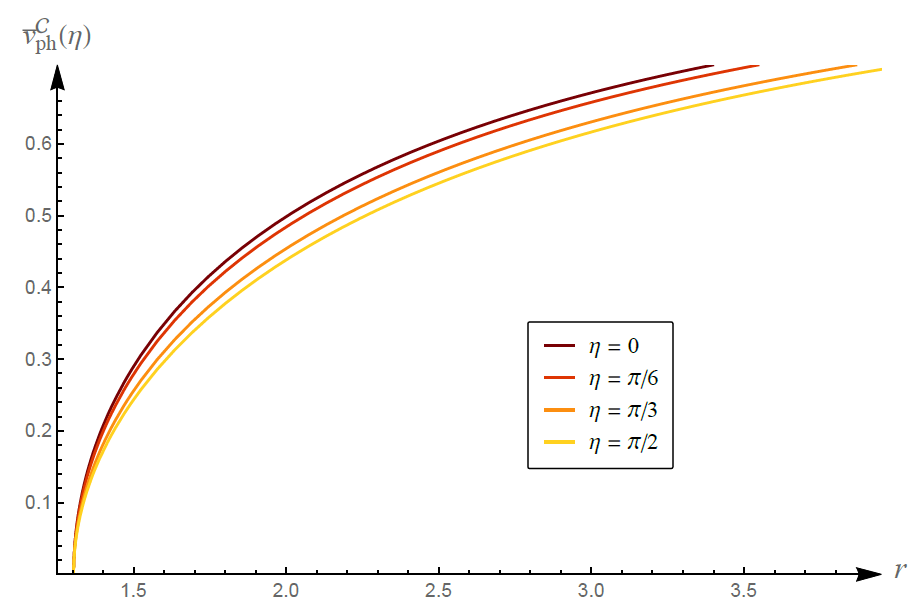 v̅ᶜₚₕ(η)
0.6
0.5
0.4
0.3
0.2
0.1
η = 0
η = π/6
η = π/3
η = π/2
1.5 2.0 2.5 3.0 3.5 r